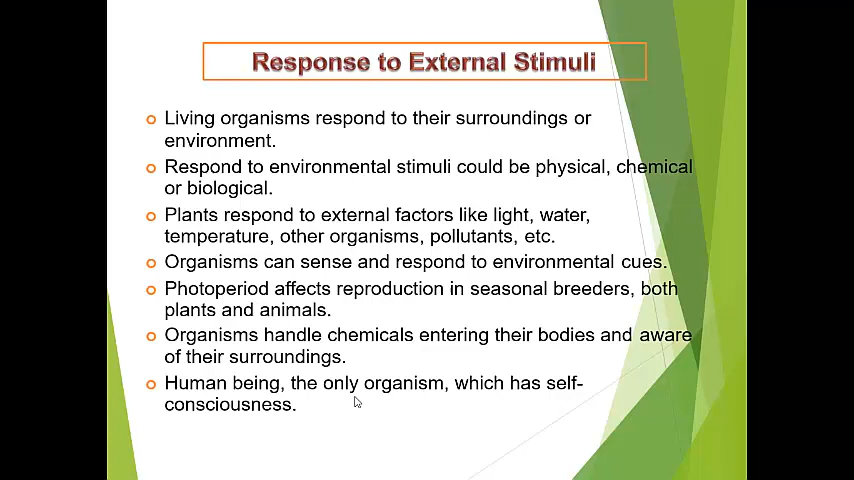 Response to External Stimuli
Living organisms respond to their surroundings or
environment.
Respond to environmental stimuli could be physical, chemical
or biological.
Plants respond to external factors like light, water,
temperature, other organisms, pollutants, etc.
Organisms can sense and respond to environmental cues.
Photoperiod affects reproduction in seasonal breeders, both
plants and animals.
Organisms handle chemicals entering their bodies and aware
of their surroundings.
Human being, the only organism, which has self-
consciousness.